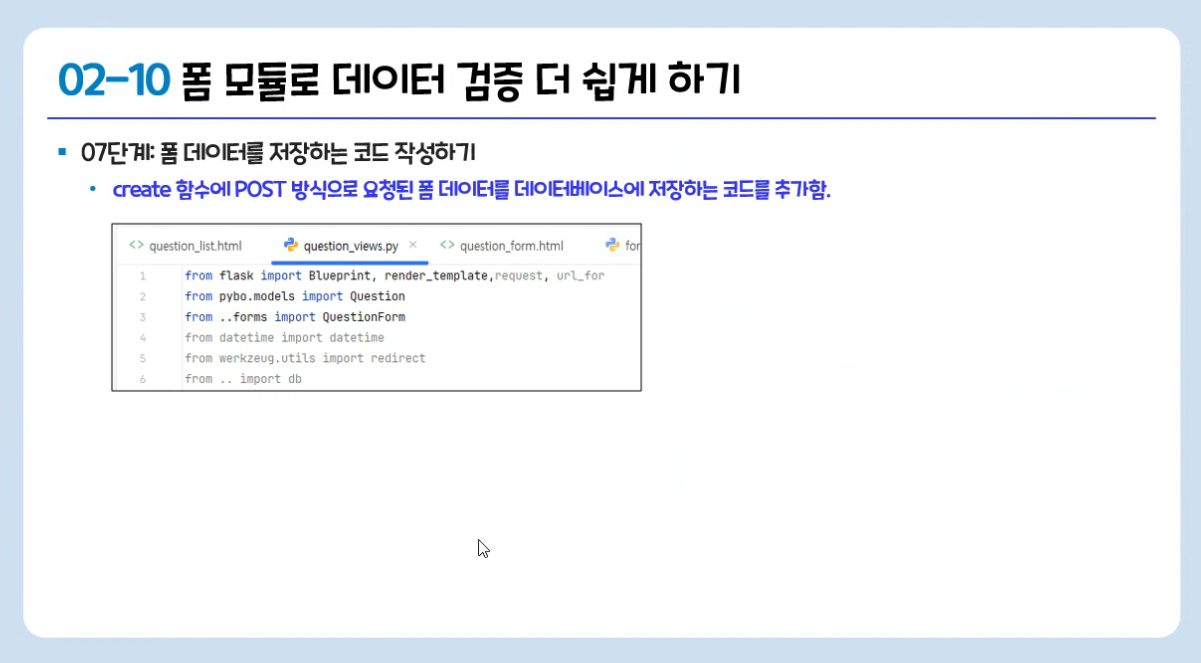 02-10 폼 모듈로 데이터 검증 더 쉽게 하기
07단계: 폼 데이터를 저장하는 코드 작성하기
create 함수에 POST 방식으로 요청된 폼 데이터를 데이터베이스에 저장하는 코드를 추가함.
<> question_list.html question_views.py × <> question_form.html for
1 from flask import Blueprint, render_template,request, url_for
2 from pybo.models import Question
3 from ..forms import QuestionForm
4 from datetime import datetime
5 from werkzeug.utils import redirect
6 from .. import db